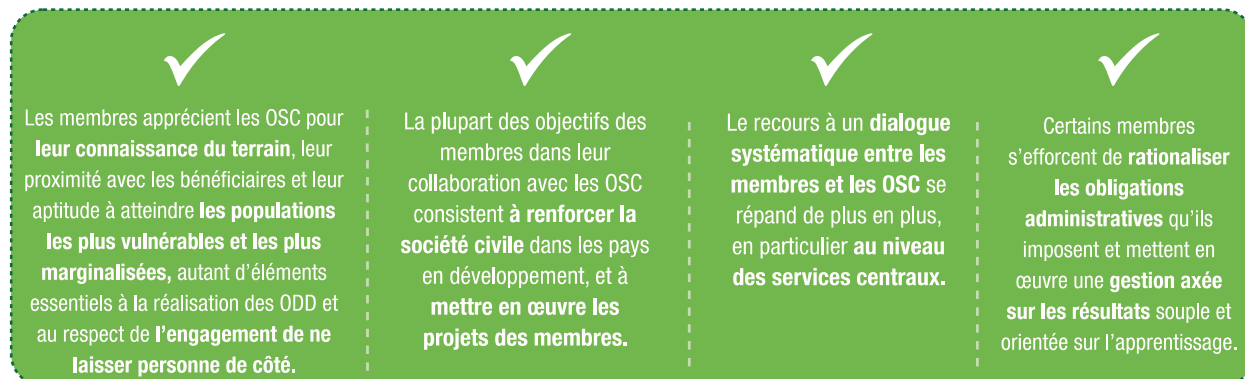 Les membres apprécient les OSC pour
leur connaissance du terrain, leur
proximité avec les bénéficiaires et leur
aptitude à atteindre les populations
les plus vulnérables et les plus
marginalisées, autant d’éléments
essentiels à la réalisation des ODD et
au respect de l’engagement de ne
laisser personne de côté.
La plupart des objectifs des
membres dans leur
collaboration avec les OSC
consistent à renforcer la
société civile dans les pays
en développement, et à
mettre en œuvre les
projets des membres.
Le recours à un dialogue
systématique entre les
membres et les OSC se
répand de plus en plus,
en particulier au niveau
des services centraux.
Certains membres
s’efforcent de rationaliser
les obligations
administratives qu’ils
imposent et mettent en
œuvre une gestion axée
sur les résultats souple et
orientée sur l’apprentissage.